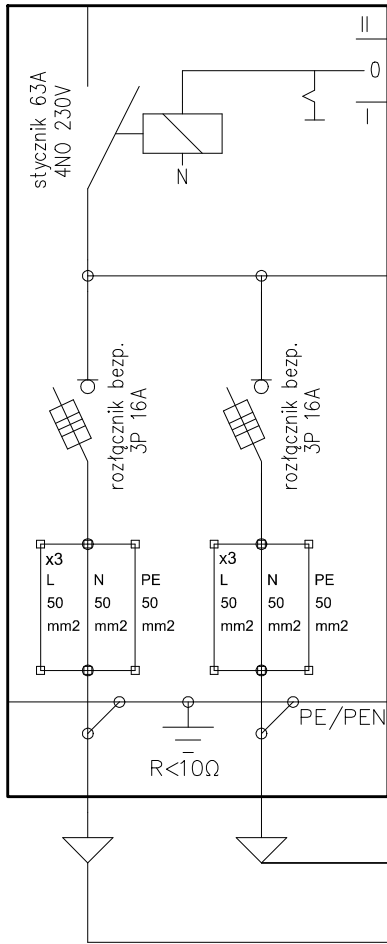 stycznik 63A
4NO 230V
N
II
0
I
rozłącznik bezp.
3P 16A
rozłącznik bezp.
3P 16A
x3
L N PE
50 50 50
mm2 mm2 mm2
x3
L N PE
50 50 50
mm2 mm2 mm2
PE/PEN
R<10Ω